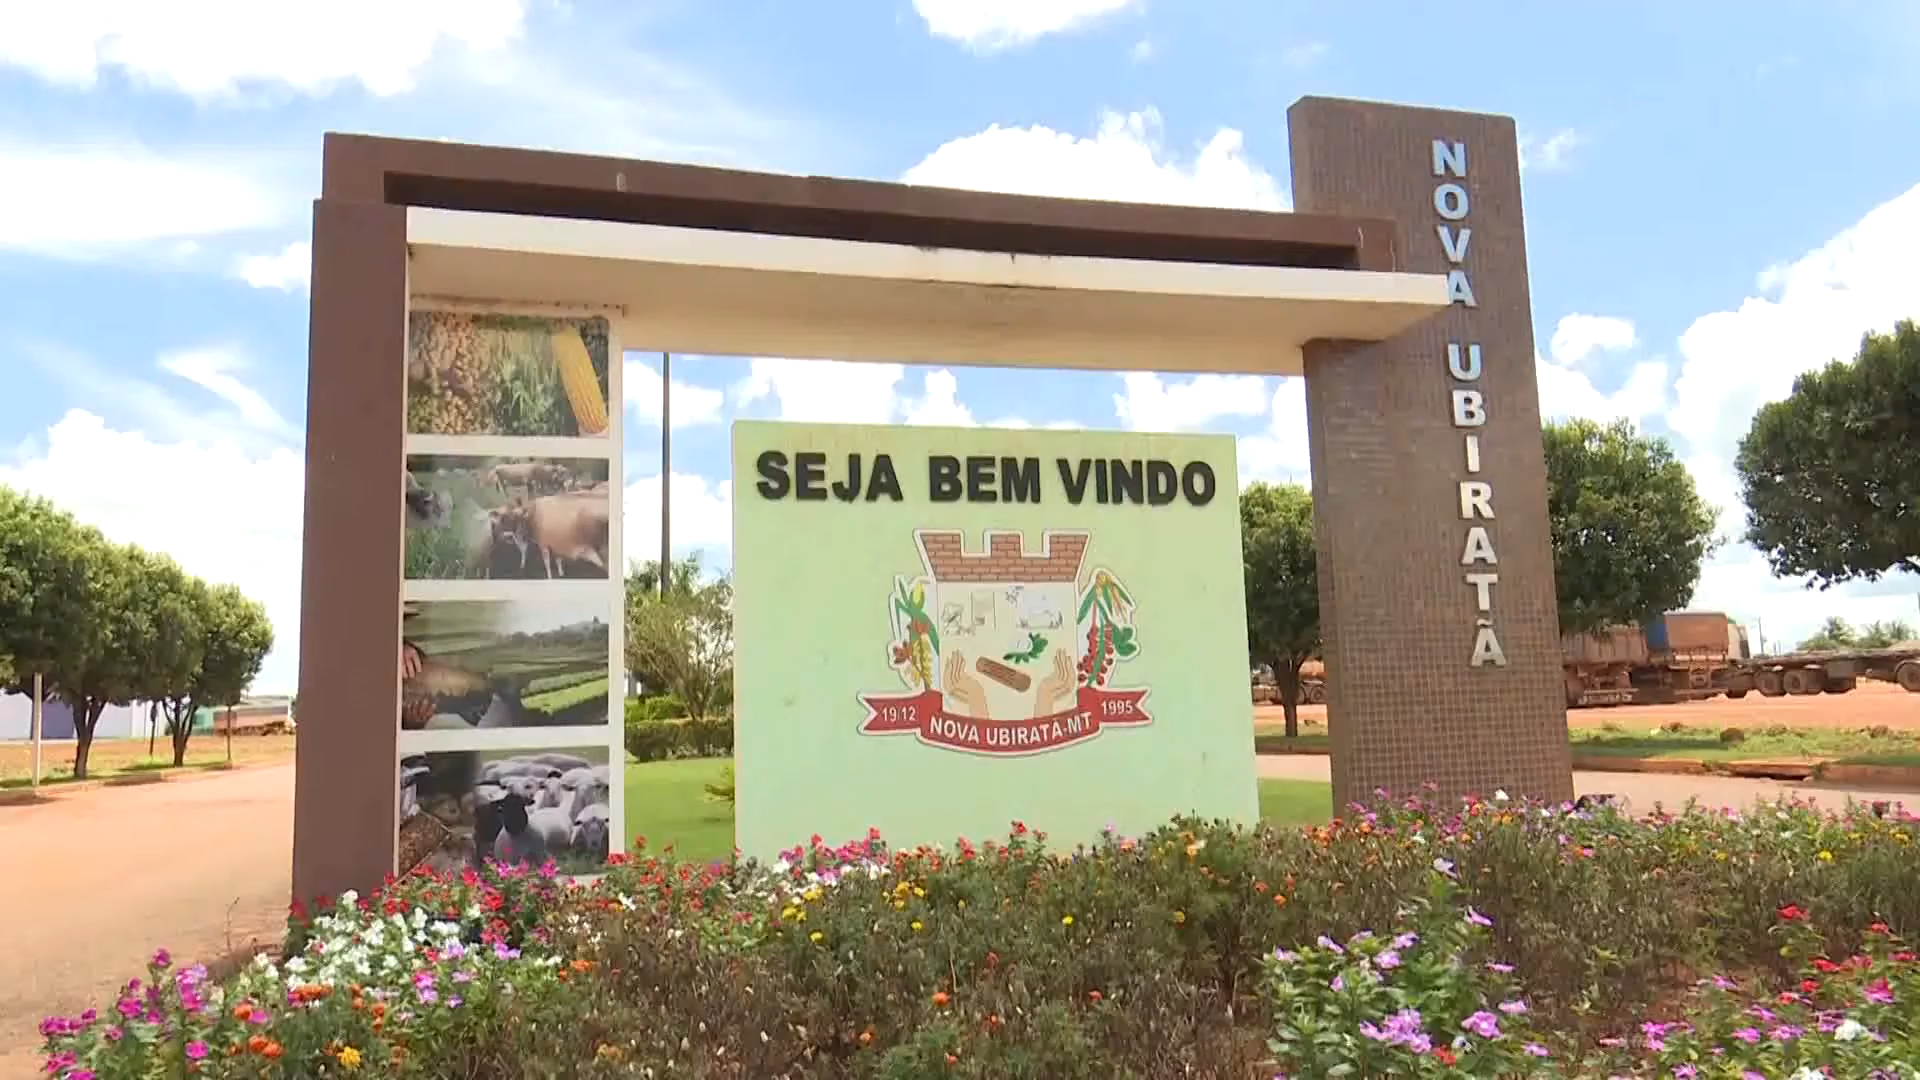 SEJA BEM VINDO
19/12
NOVA UBIRATÃ-MT
1995
NOVA UBIRATÃ